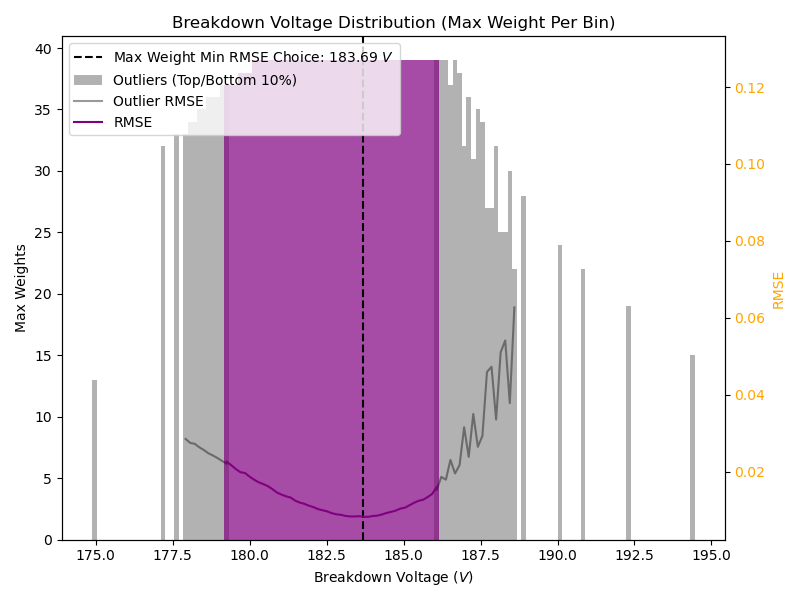 Breakdown Voltage Distribution (Max Weight Per Bin)
Max Weight Min RMSE Choice: 183.69 V
Outliers (Top/Bottom 10%)
Outlier RMSE
RMSE
Max Weights
40
35
30
25
20
15
10
5
0
0.12
0.10
0.08
0.06
0.04
0.02
RMSE
175.0 177.5 180.0 182.5 185.0 187.5 190.0 192.5 195.0
Breakdown Voltage (V)